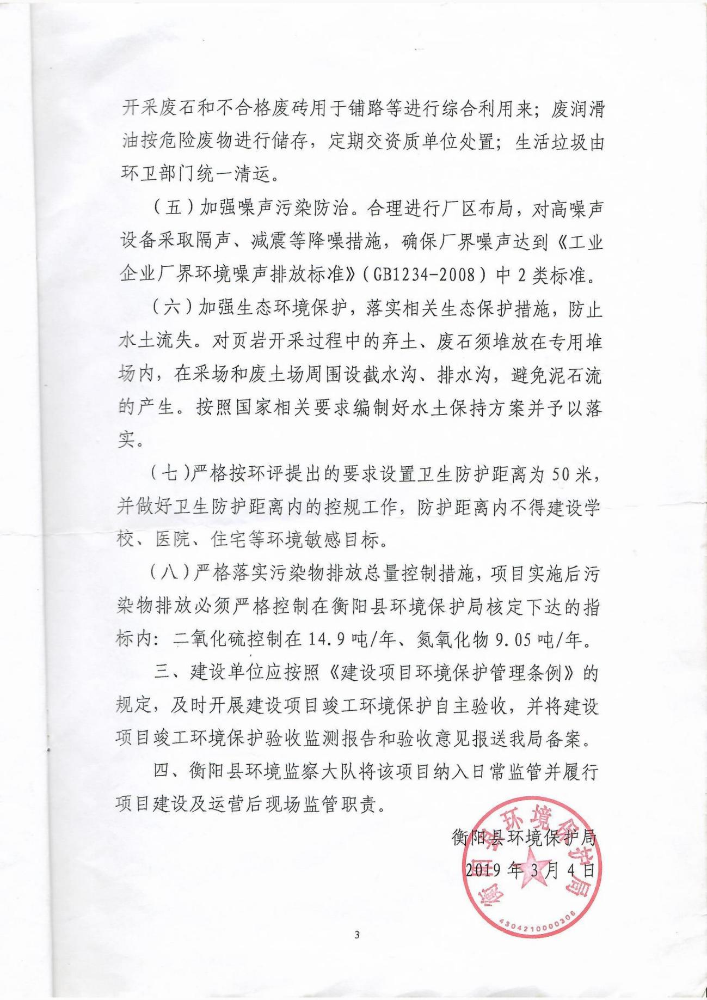 开采废石和不合格废砖用于铺路等进行综合利用来；废润滑
油按危险废物进行储存，定期交资质单位处置；生活垃圾由
环卫部门统一清运。
（五）加强噪声污染防治。合理进行厂区布局，对高噪声
设备采取隔声、减震等降噪措施，确保厂界噪声达到《工业
企业厂界环境噪声排放标准》（GB1234-2008）中 2 类标准。
（六）加强生态环境保护，落实相关生态保护措施，防止
水土流失。对页岩开采过程中的弃土、废石须堆放在专用堆
场内，在采场和废土场周围设截水沟、排水沟，避免泥石流
的产生。按照国家相关要求编制好水土保持方案并予以落
实。
（七）严格按环评提出的要求设置卫生防护距离为 50 米，
并做好卫生防护距离内的控规工作，防护距离内不得建设学
校、医院、住宅等环境敏感目标。
（八）严格落实污染物排放总量控制措施，项目实施后污
染物排放必须严格控制在衡阳县环境保护局核定下达的指
标内：二氧化硫控制在 14.9 吨/年、氮氧化物 9.05 吨/年。
三、建设单位应按照《建设项目环境保护管理条例》的
规定，及时开展建设项目竣工环境保护自主验收，并将建设
项目竣工环境保护验收监测报告和验收意见报送我局备案。
四、衡阳县环境监察大队将该项目纳入日常监管并履行
项目建设及运营后现场监管职责。
衡阳县环境保护局
2019 年 3 月 4 日
衡阳县环境保护局
4304210000306
3